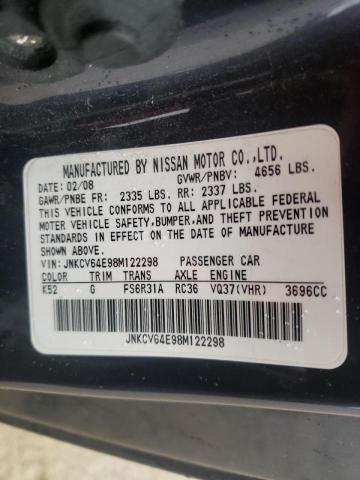 MANUFACTURED BY NISSAN MOTOR CO.,LTD.
DATE: 02/08 GVWR/PNBV: 4656 LBS.
GAWR/PNBE FR: 2335 LBS. RR: 2337 LBS.
THIS VEHICLE CONFORMS TO ALL APPLICABLE FEDERAL
MOTOR VEHICLE SAFETY,BUMPER,AND THEFT PREVENTION
STANDARDS IN EFFECT ON THE DATE OF MANUFACTURE
SHOWN ABOVE.
VIN: JNKCV64E98M122298 PASSENGER CAR
COLOR TRIM TRANS AXLE ENGINE
K52 G FS6R31A RC36 VQ37(VHR) 3696CC
JNKCV64E98M122298